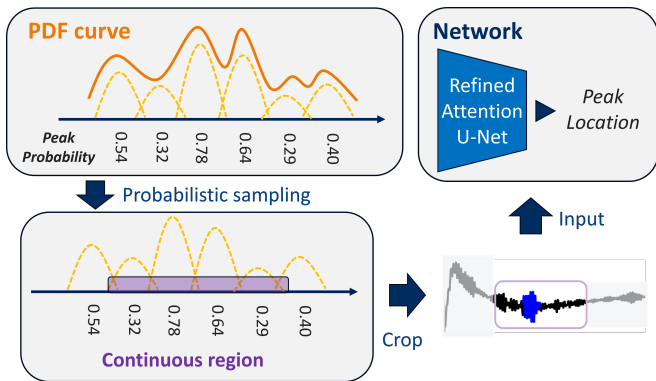 PDF curve
Peak
Probability
0.54
0.32
0.78
0.64
0.29
0.40
Probabilistic sampling
0.54
0.32
0.78
0.64
0.29
0.40
Continuous region
Crop
Input
Network
Refined
Attention
U-Net
Peak
Location